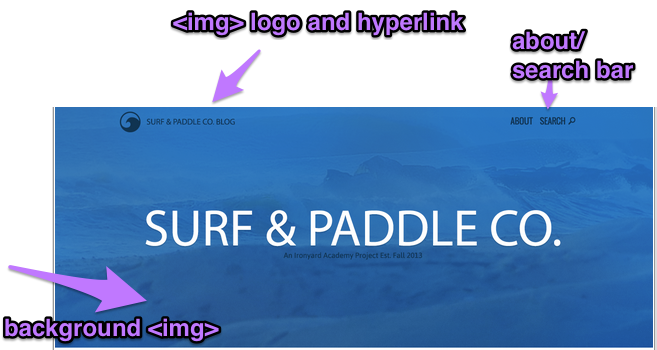 <img> logo and hyperlink
about/
search bar
SURF & PADDLE CO. BLOG
ABOUT SEARCH
SURF & PADDLE CO.
An Ironyard Academy Project Est. Fall 2013
background <img>